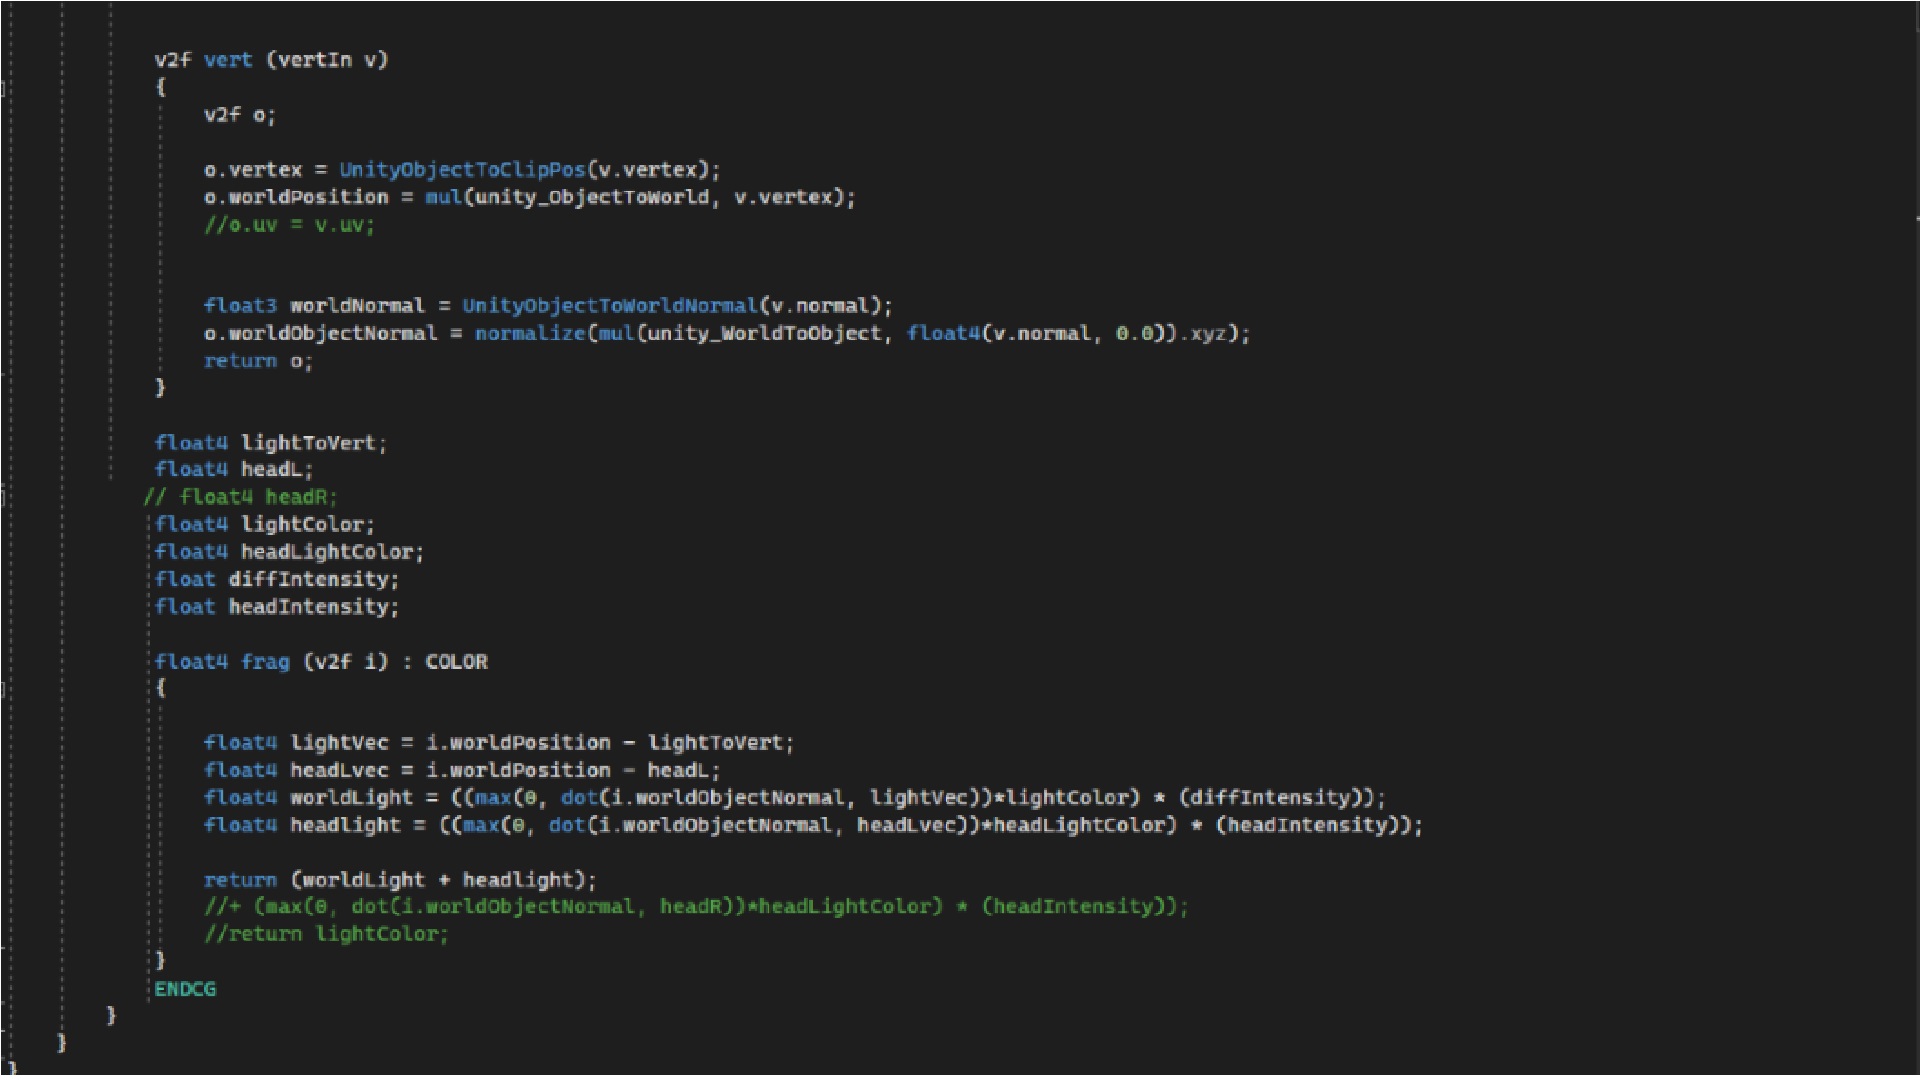 v2f vert (vertIn v)
{
v2f o;
o.vertex = UnityObjectToClipPos(v.vertex);
o.worldPosition = mul(unity_ObjectToWorld, v.vertex);
//o.uv = v.uv;
float3 worldNormal = UnityObjectToWorldNormal(v.normal);
o.worldObjectNormal = normalize(mul(unity_WorldToObject, float4(v.normal, 0.0)).xyz);
return o;
}
float4 lightToVert;
float4 headL;
// float4 headR;
float4 lightColor;
float4 headLightColor;
float diffIntensity;
float headIntensity;
float4 frag (v2f i) : COLOR
{
float4 lightVec = i.worldPosition - lightToVert;
float4 headLvec = i.worldPosition - headL;
float4 worldLight = ((max(0, dot(i.worldObjectNormal, lightVec))*lightColor) * (diffIntensity));
float4 headlight = ((max(0, dot(i.worldObjectNormal, headLvec))*headLightColor) * (headIntensity));
return (worldLight + headlight);
//+ (max(0, dot(i.worldObjectNormal, headR))*headLightColor) * (headIntensity));
//return lightColor;
}
ENDCG
}
}
}